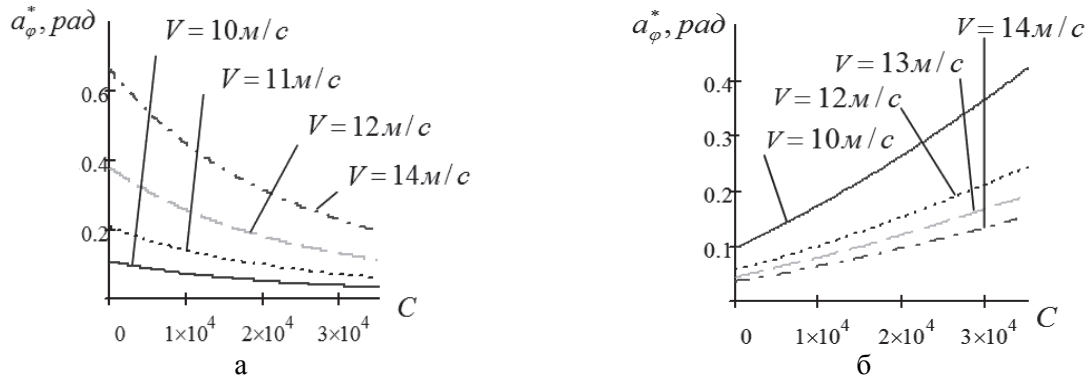 a*φ, рад
V = 10м/с
V = 11м/с
V = 12м/с
V = 14м/с
0.6
0.4
0.2
0
1×10⁴
2×10⁴
3×10⁴
C
а
a*φ, рад
V = 14м/с
V = 13м/с
V = 12м/с
V = 10м/с
0.4
0.3
0.2
0.1
0
1×10⁴
2×10⁴
3×10⁴
C
б